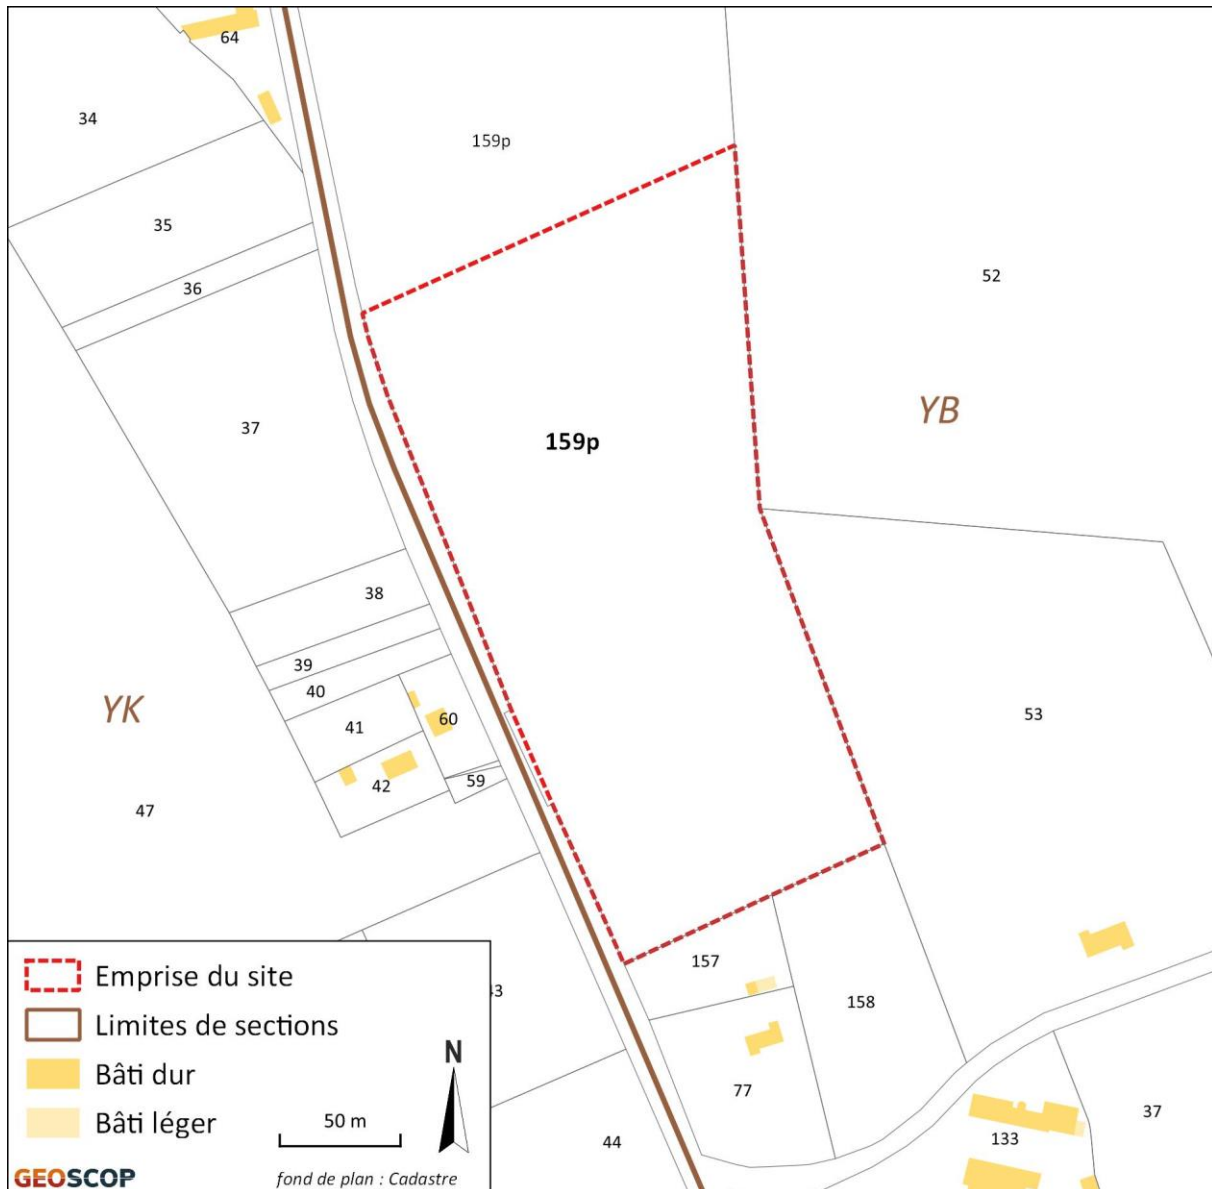 64
34
159p
35
52
36
37
YB
159p
38
39
40
YK
60
41
53
59
42
47
157
43
158
77
37
133
44
Emprise du site
Limites de sections
Bâti dur
Bâti léger
N
50 m
GEOSCOP
fond de plan : Cadastre